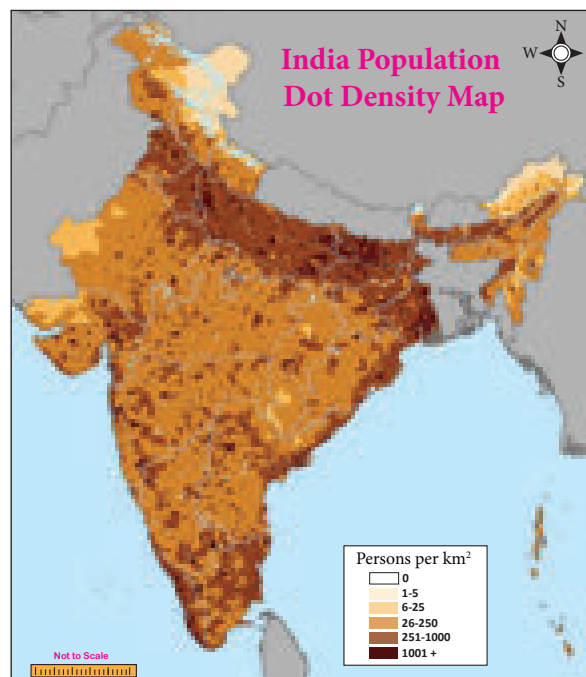 India Population
Dot Density Map
N
W
E
S
Persons per km²
0
1-5
6-25
26-250
251-1000
1001 +
Not to Scale